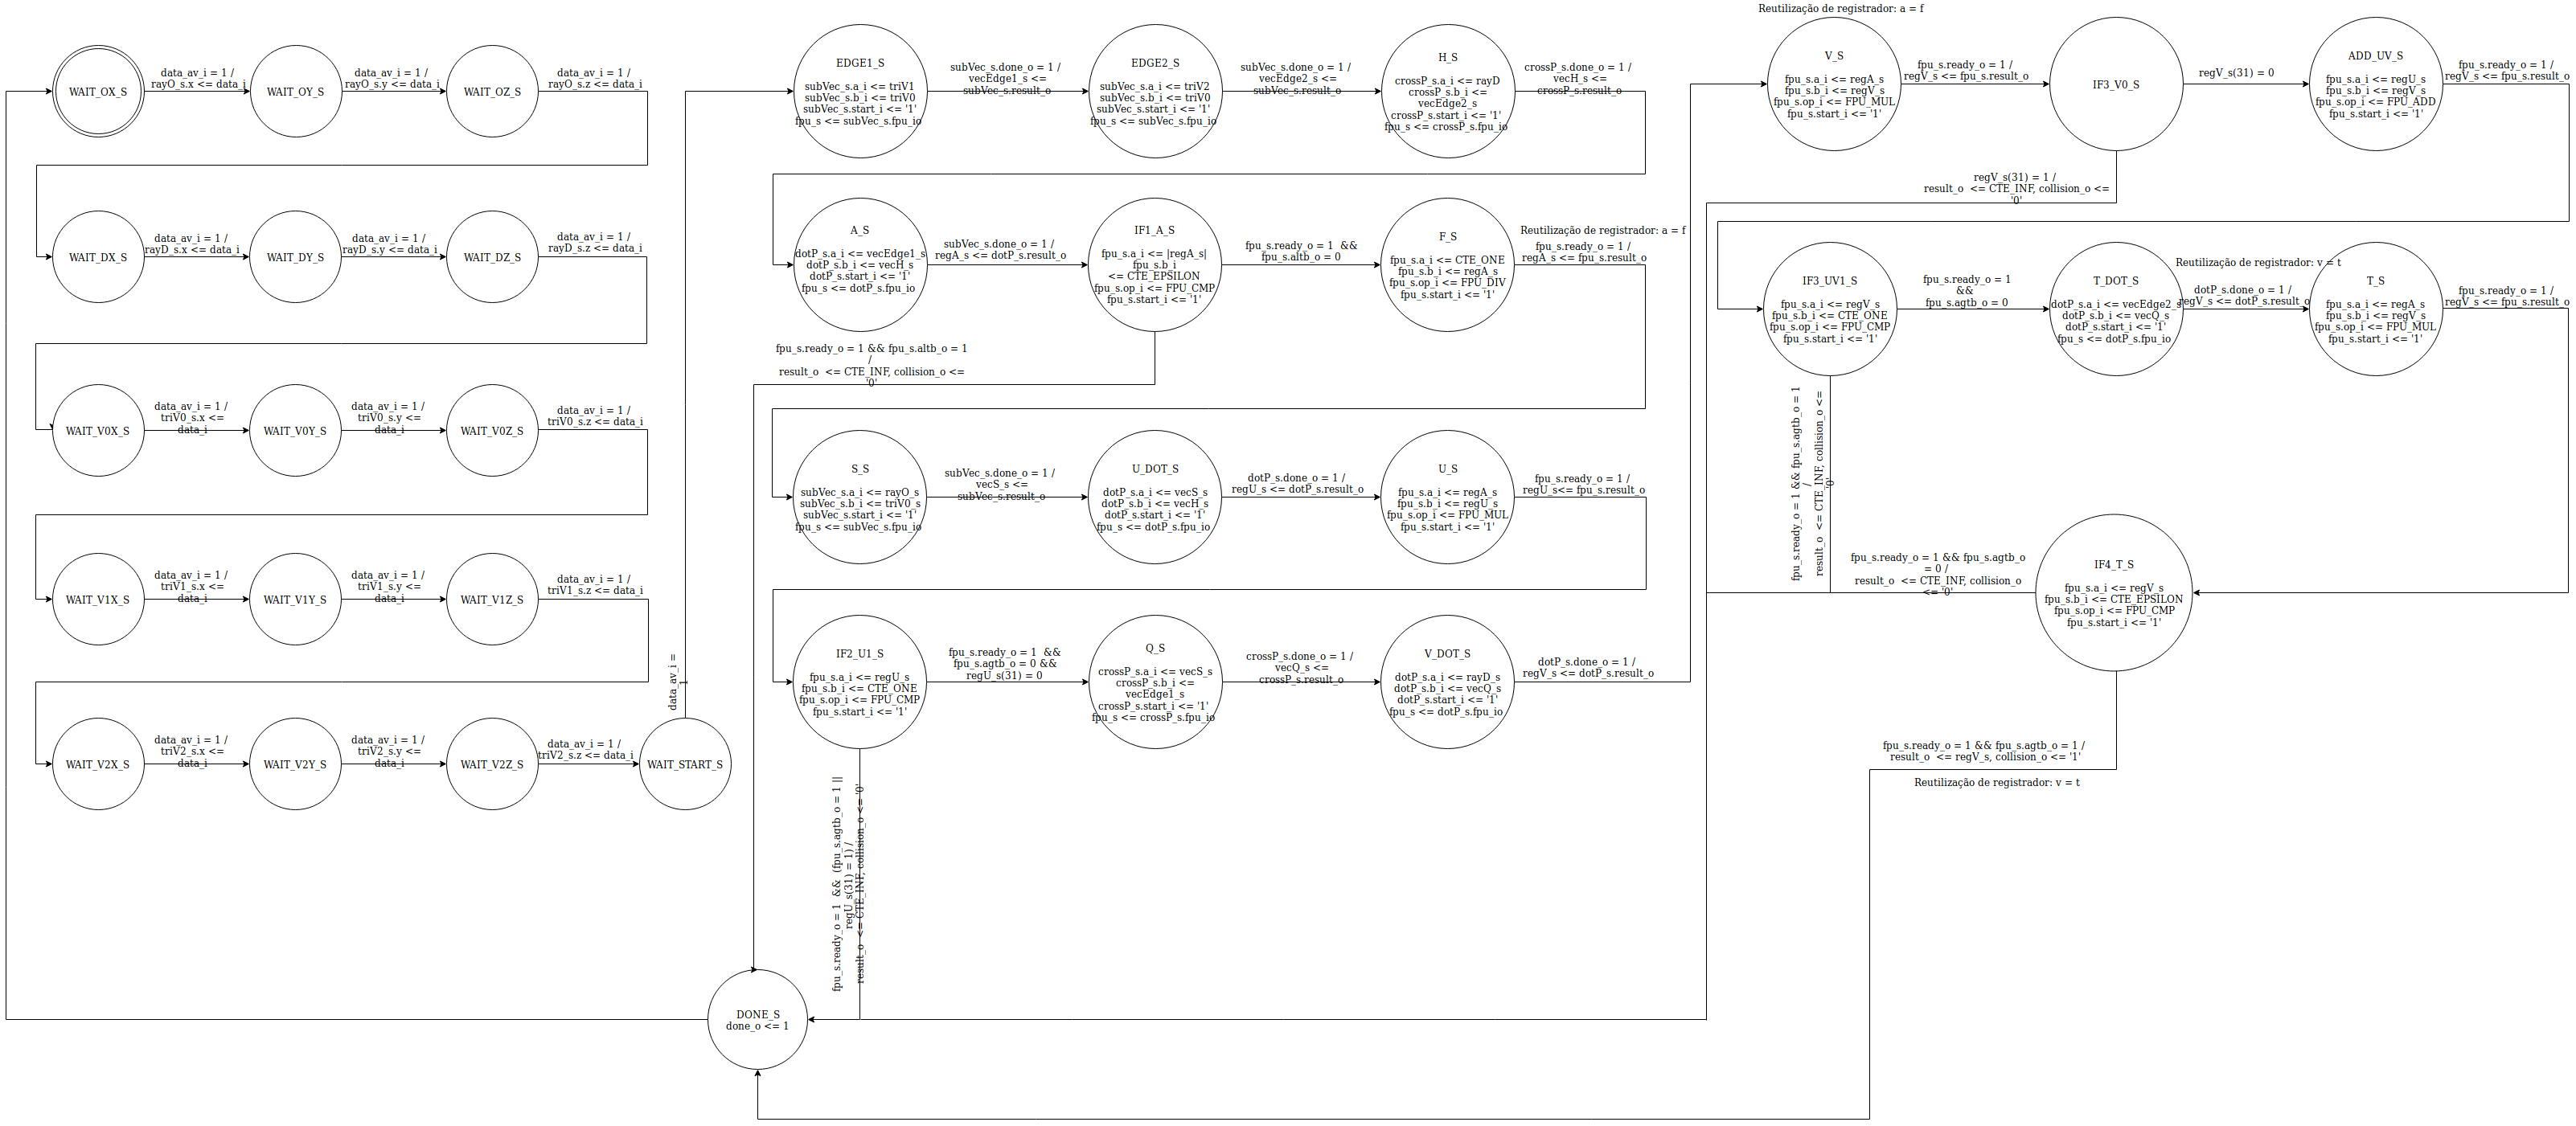 WAIT_OX_S
data_av_i = 1 /
rayO_s.x <= data_i
WAIT_OY_S
data_av_i = 1 /
rayO_s.y <= data_i
WAIT_OZ_S
data_av_i = 1 /
rayO_s.z <= data_i
WAIT_DX_S
data_av_i = 1 /
rayD_s.x <= data_i
WAIT_DY_S
data_av_i = 1 /
rayD_s.y <= data_i
WAIT_DZ_S
data_av_i = 1 /
rayD_s.z <= data_i
WAIT_V0X_S
data_av_i = 1 /
triV0_s.x <=
data_i
WAIT_V0Y_S
data_av_i = 1 /
triV0_s.y <=
data_i
WAIT_V0Z_S
data_av_i = 1 /
triV0_s.z <= data_i
WAIT_V1X_S
data_av_i = 1 /
triV1_s.x <=
data_i
WAIT_V1Y_S
data_av_i = 1 /
triV1_s.y <=
data_i
WAIT_V1Z_S
data_av_i = 1 /
triV1_s.z <= data_i
WAIT_V2X_S
data_av_i = 1 /
triV2_s.x <=
data_i
WAIT_V2Y_S
data_av_i = 1 /
triV2_s.y <=
data_i
WAIT_V2Z_S
data_av_i = 1 /
triV2_s.z <= data_i
WAIT_START_S
data_av_i =
1
EDGE1_S
subVec_s.a_i <= triV1
subVec_s.b_i <= triV0
subVec_s.start_i <= '1'
fpu_s <= subVec_s.fpu_io
subVec_s.done_o = 1 /
vecEdge1_s <=
subVec_s.result_o
EDGE2_S
subVec_s.a_i <= triV2
subVec_s.b_i <= triV0
subVec_s.start_i <= '1'
fpu_s <= subVec_s.fpu_io
subVec_s.done_o = 1 /
vecEdge2_s <=
subVec_s.result_o
H_S
crossP_s.a_i <= rayD
crossP_s.b_i <=
vecEdge2_s
crossP_s.start_i <= '1'
fpu_s <= crossP_s.fpu_io
crossP_s.done_o = 1 /
vecH_s <=
crossP_s.result_o
A_S
dotP_s.a_i <= vecEdge1_s
dotP_s.b_i <= vecH_s
dotP_s.start_i <= '1'
fpu_s <= dotP_s.fpu_io
subVec_s.done_o = 1 /
regA_s <= dotP_s.result_o
IF1_A_S
fpu_s.a_i <= |regA_s|
fpu_s.b_i
<= CTE_EPSILON
fpu_s.op_i <= FPU_CMP
fpu_s.start_i <= '1'
fpu_s.ready_o = 1 &&
fpu_s.altb_o = 0
F_S
fpu_s.a_i <= CTE_ONE
fpu_s.b_i <= regA_s
fpu_s.op_i <= FPU_DIV
fpu_s.start_i <= '1'
Reutilização de registrador: a = f
fpu_s.ready_o = 1 /
regA_s <= fpu_s.result_o
fpu_s.ready_o = 1 && fpu_s.altb_o = 1
/
result_o <= CTE_INF, collision_o <=
'0'
S_S
subVec_s.a_i <= rayO_s
subVec_s.b_i <= triV0_s
subVec_s.start_i <= '1'
fpu_s <= subVec_s.fpu_io
subVec_s.done_o = 1 /
vecS_s <=
subVec_s.result_o
U_DOT_S
dotP_s.a_i <= vecS_s
dotP_s.b_i <= vecH_s
dotP_s.start_i <= '1'
fpu_s <= dotP_s.fpu_io
dotP_s.done_o = 1 /
regU_s <= dotP_s.result_o
U_S
fpu_s.a_i <= regA_s
fpu_s.b_i <= regU_s
fpu_s.op_i <= FPU_MUL
fpu_s.start_i <= '1'
fpu_s.ready_o = 1 /
regU_s<= fpu_s.result_o
IF2_U1_S
fpu_s.a_i <= regU_s
fpu_s.b_i <= CTE_ONE
fpu_s.op_i <= FPU_CMP
fpu_s.start_i <= '1'
fpu_s.ready_o = 1 &&
fpu_s.agtb_o = 0 &&
regU_s(31) = 0
Q_S
crossP_s.a_i <= vecS_s
crossP_s.b_i <=
vecEdge1_s
crossP_s.start_i <= '1'
fpu_s <= crossP_s.fpu_io
crossP_s.done_o = 1 /
vecQ_s <=
crossP_s.result_o
V_DOT_S
dotP_s.a_i <= rayD_s
dotP_s.b_i <= vecQ_s
dotP_s.start_i <= '1'
fpu_s <= dotP_s.fpu_io
dotP_s.done_o = 1 /
regV_s <= dotP_s.result_o
fpu_s.ready_o = 1 && (fpu_s.agtb_o = 1 ||
regU_s(31) = 1) /
result_o <= CTE_INF, collision_o <= '0'
DONE_S
done_o <= 1
Reutilização de registrador: a = f
V_S
fpu_s.a_i <= regA_s
fpu_s.b_i <= regV_s
fpu_s.op_i <= FPU_MUL
fpu_s.start_i <= '1'
fpu_s.ready_o = 1 /
regV_s <= fpu_s.result_o
IF3_V0_S
regV_s(31) = 0
ADD_UV_S
fpu_s.a_i <= regU_s
fpu_s.b_i <= regV_s
fpu_s.op_i <= FPU_ADD
fpu_s.start_i <= '1'
fpu_s.ready_o = 1 /
regV_s <= fpu_s.result_o
regV_s(31) = 1 /
result_o <= CTE_INF, collision_o <=
'0'
IF3_UV1_S
fpu_s.a_i <= regV_s
fpu_s.b_i <= CTE_ONE
fpu_s.op_i <= FPU_CMP
fpu_s.start_i <= '1'
fpu_s.ready_o = 1
&&
fpu_s.agtb_o = 0
T_DOT_S
dotP_s.a_i <= vecEdge2_s
dotP_s.b_i <= vecQ_s
dotP_s.start_i <= '1'
fpu_s <= dotP_s.fpu_io
Reutilização de registrador: v = t
dotP_s.done_o = 1 /
regV_s <= dotP_s.result_o
T_S
fpu_s.a_i <= regA_s
fpu_s.b_i <= regV_s
fpu_s.op_i <= FPU_MUL
fpu_s.start_i <= '1'
fpu_s.ready_o = 1 /
regV_s <= fpu_s.result_o
fpu_s.ready_o = 1 && fpu_s.agtb_o = 1
/
result_o <= CTE_INF, collision_o <=
'0'
fpu_s.ready_o = 1 && fpu_s.agtb_o
= 0 /
result_o <= CTE_INF, collision_o
<= '0'
IF4_T_S
fpu_s.a_i <= regV_s
fpu_s.b_i <= CTE_EPSILON
fpu_s.op_i <= FPU_CMP
fpu_s.start_i <= '1'
fpu_s.ready_o = 1 && fpu_s.agtb_o = 1 /
result_o <= regV_s, collision_o <= '1'
Reutilização de registrador: v = t